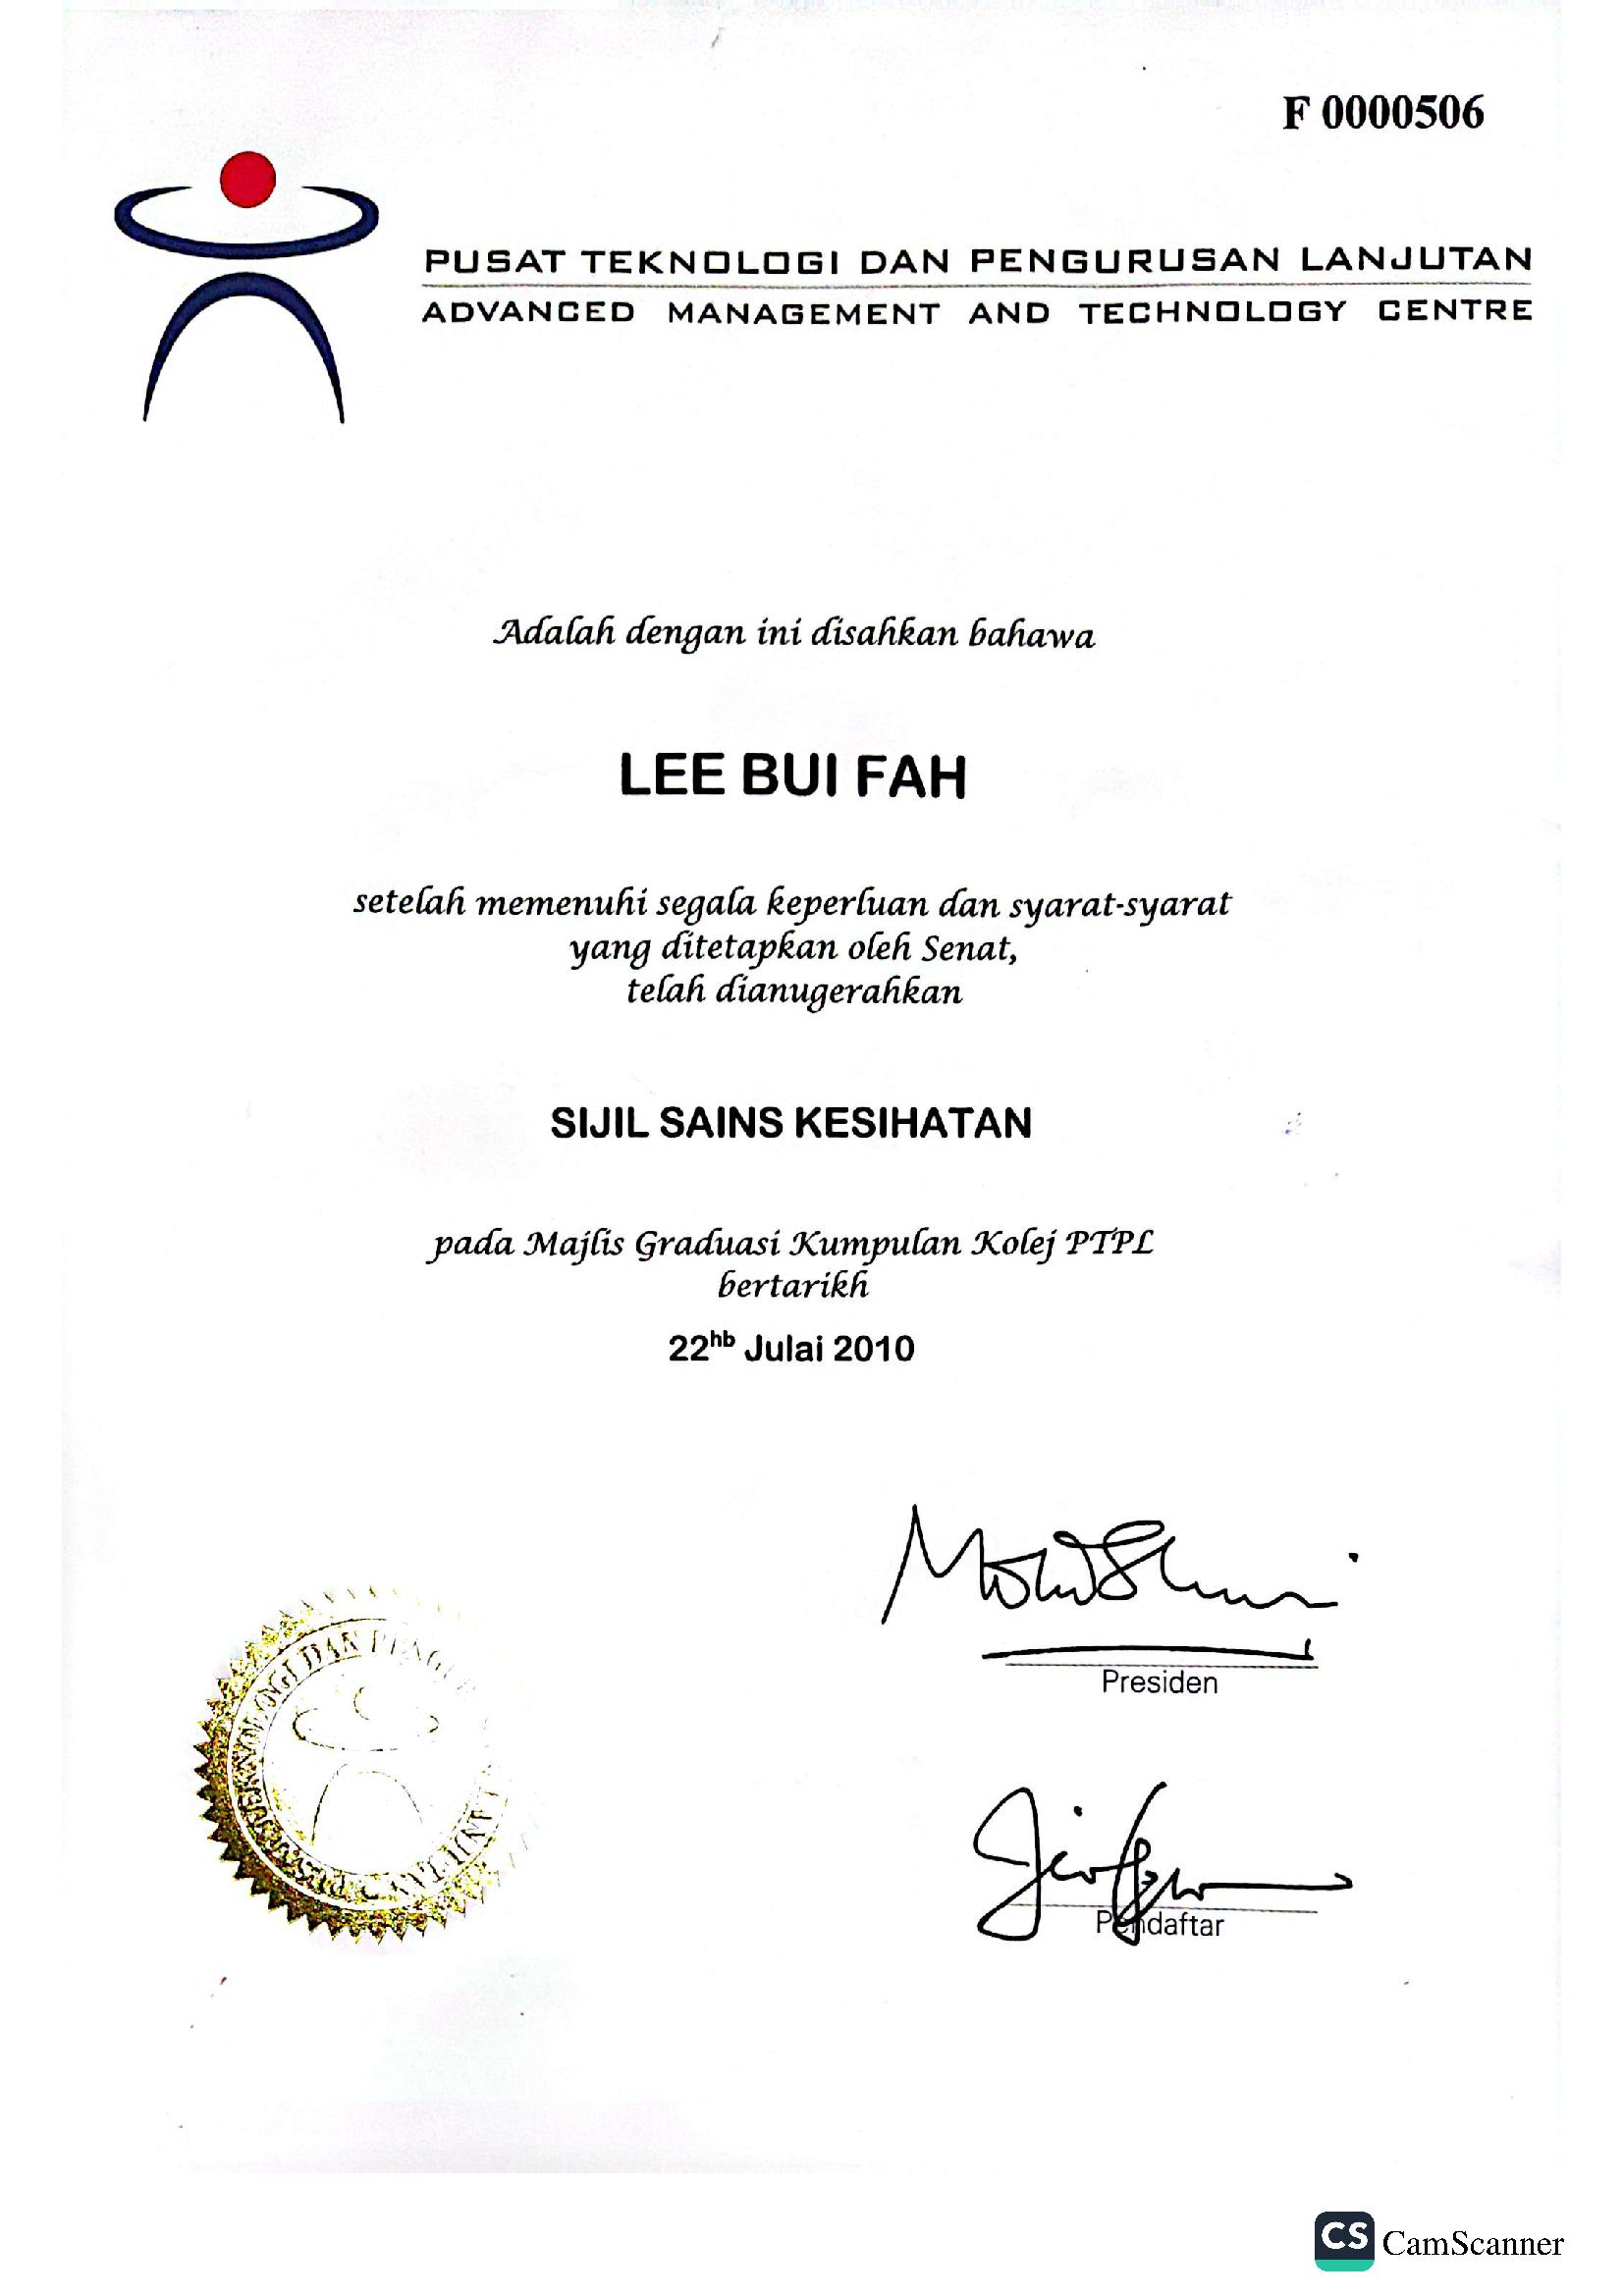 F 0000506
PUSAT TEKNOLOGI DAN PENGURUSAN LANJUTAN
ADVANCED MANAGEMENT AND TECHNOLOGY CENTRE
Adalah dengan ini disahkan bahawa
LEE BUI FAH
setelah memenuhi segala keperluan dan syarat-syarat
yang ditetapkan oleh Senat,
telah dianugerahkan
SIJIL SAINS KESIHATAN
pada Majlis Graduasi Kumpulan Kolej PTPL
bertarikh
22hb Julai 2010
Presiden
Pendaftar
CS CamScanner